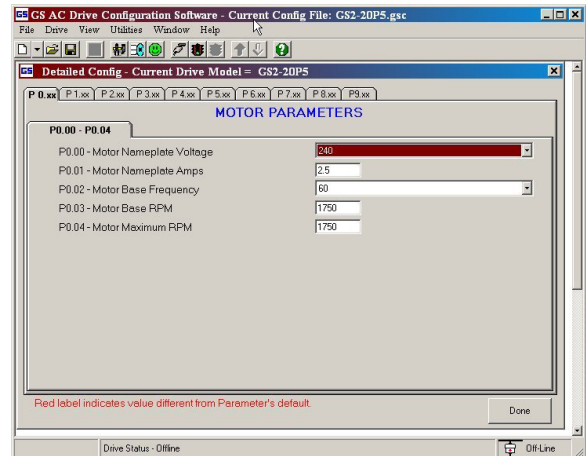 GS GS AC Drive Configuration Software - Current Config File: GS2-20P5.gsc
File Drive View Utilities Window Help
GS Detailed Config - Current Drive Model = GS2-20P5
P 0.xx P 1.xx P 2.xx P 3.xx P 4.xx P 5.xx P 6.xx P 7.xx P 8.xx P9.xx
MOTOR PARAMETERS
P0.00 - P0.04
P0.00 - Motor Nameplate Voltage 240
P0.01 - Motor Nameplate Amps 2.5
P0.02 - Motor Base Frequency 60
P0.03 - Motor Base RPM 1750
P0.04 - Motor Maximum RPM 1750
Red label indicates value different from Parameter's default.
Done
Drive Status - Offline Off-Line